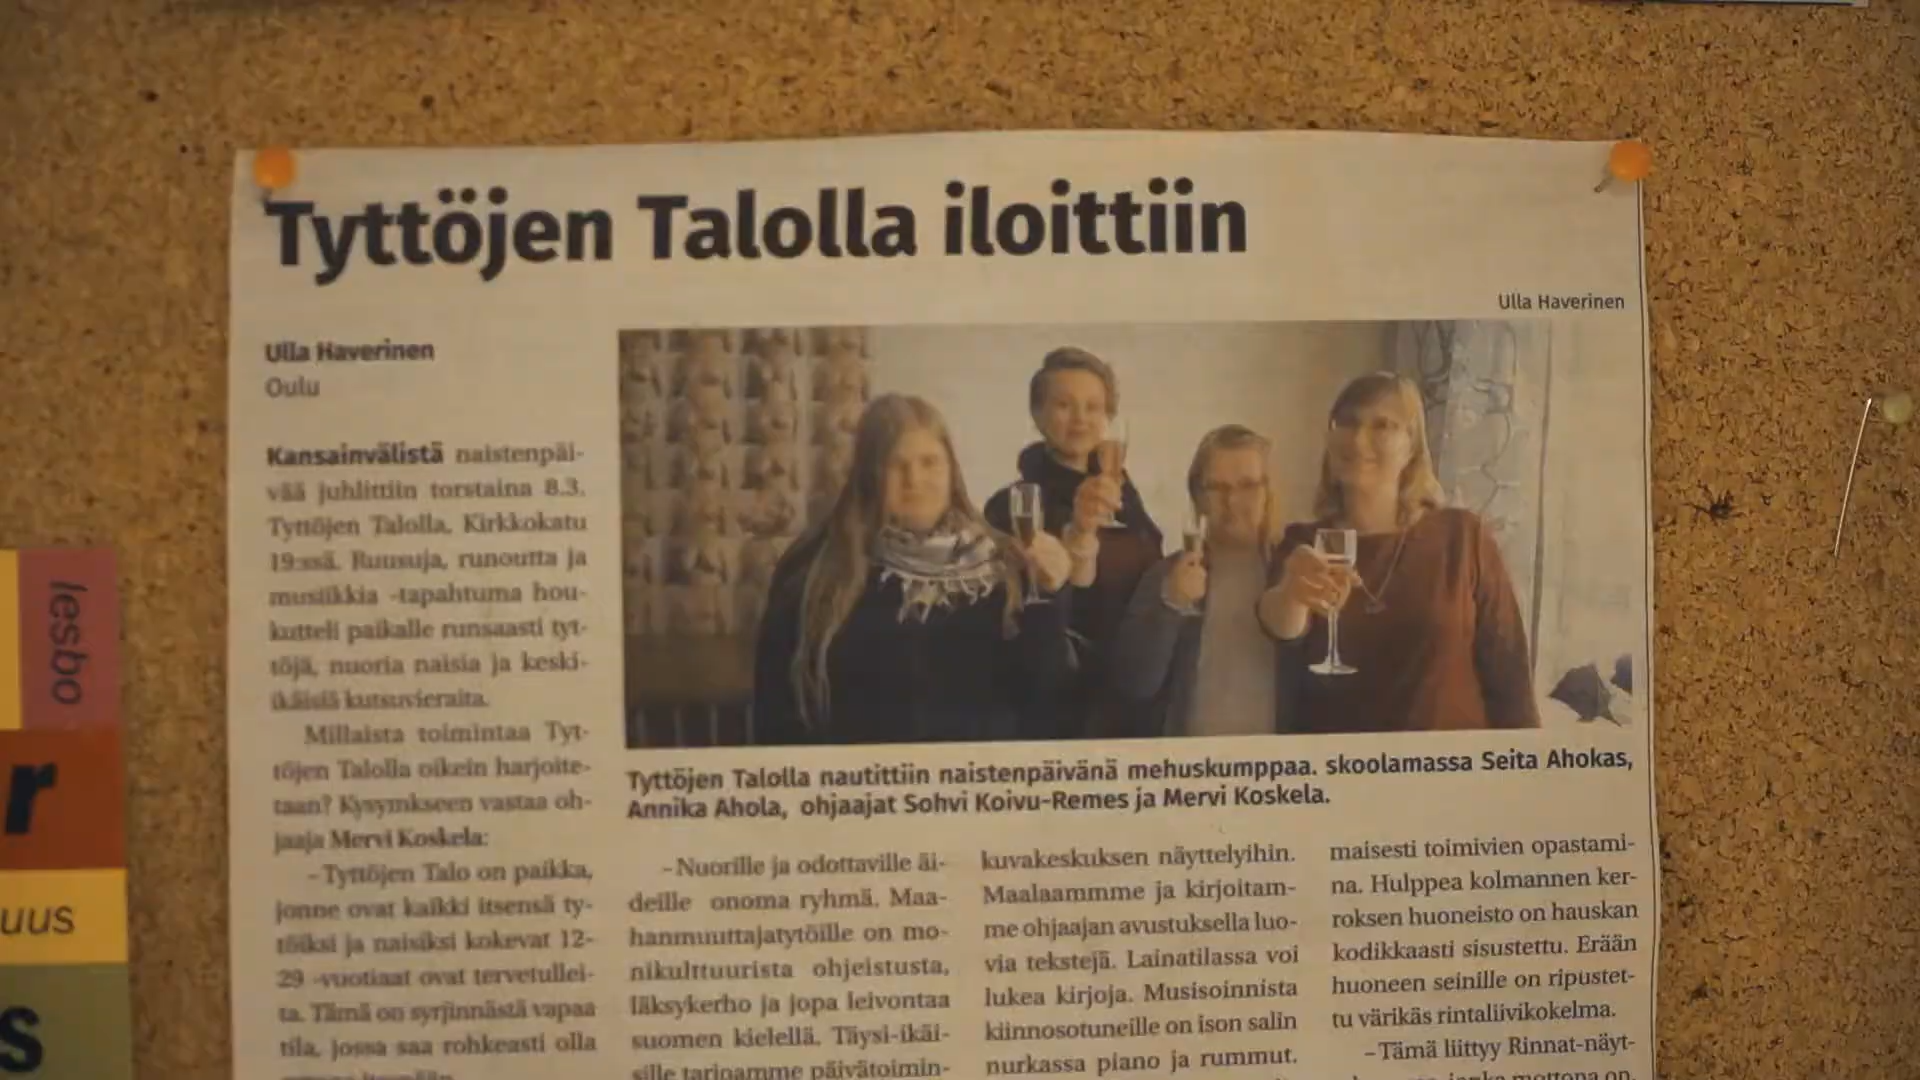 Tyttöjen Talolla iloittiin
Ulla Haverinen
Ulla Haverinen
Oulu
Kansainvälistä naistenpäi-
vää juhlittiin torstaina 8.3.
Tyttöjen Talolla, Kirkkokatu
19:ssä. Ruusuja, runoutta ja
musiikkia -tapahtuma hou-
kutteli paikalle runsaasti tyt-
töjä, nuoria naisia ja keski-
ikäisiä kutsuvieraita.
Millaista toimintaa Tyt-
töjen Talolla oikein harjoite-
taan? Kysymkseen vastaa oh-
jaaja Mervi Koskela:
–Tyttöjen Talo on paikka,
jonne ovat kaikki itsensä ty-
töiksi ja naisiksi kokevat 12-
29 -vuotiaat ovat tervetullei-
ta. Tämä on syrjinnästä vapaa
tila, jossa saa rohkeasti olla
Tyttöjen Talolla nautittiin naistenpäivänä mehuskumppaa. skoolamassa Seita Ahokas,
Annika Ahola, ohjaajat Sohvi Koivu-Remes ja Mervi Koskela.
–Nuorille ja odottaville äi-
deille onoma ryhmä. Maa-
hanmuuttajatytöille on mo-
nikulttuurista ohjeistusta,
läksykerho ja jopa leivontaa
suomen kielellä. Täysi-ikäi-
sille tarjoamme päivätoimin-
kuvakeskuksen näyttelyihin.
Maalaammme ja kirjoitam-
me ohjaajan avustuksella luo-
via tekstejä. Lainatilassa voi
lukea kirjoja. Musisoinnista
kiinnosotuneille on ison salin
nurkassa piano ja rummut.
maisesti toimivien opastami-
na. Hulppea kolmannen ker-
roksen huoneisto on hauskan
kodikkaasti sisustettu. Erään
huoneen seinille on ripustet-
tu värikäs rintaliivikokelma.
–Tämä liittyy Rinnat-näyt-
lesbo
r
uus
s